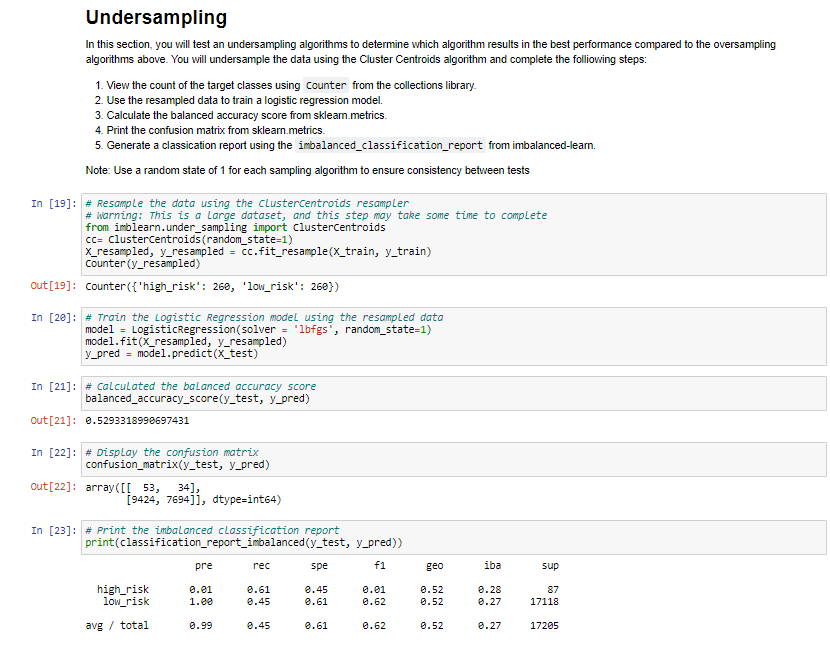 Undersampling
In this section, you will test an undersampling algorithms to determine which algorithm results in the best performance compared to the oversampling
algorithms above. You will undersample the data using the Cluster Centroids algorithm and complete the folliowing steps:
1. View the count of the target classes using Counter from the collections library.
2. Use the resampled data to train a logistic regression model.
3. Calculate the balanced accuracy score from sklearn.metrics.
4. Print the confusion matrix from sklearn.metrics.
5. Generate a classication report using the imbalanced_classification_report from imbalanced-learn.
Note: Use a random state of 1 for each sampling algorithm to ensure consistency between tests
In [19]: # Resample the data using the ClusterCentroids resampler
# Warning: This is a large dataset, and this step may take some time to complete
from imblearn.under_sampling import ClusterCentroids
cc= ClusterCentroids(random_state=1)
X_resampled, y_resampled = cc.fit_resample(X_train, y_train)
Counter(y_resampled)
Out[19]: Counter({'high_risk': 260, 'low_risk': 260})
In [20]: # Train the Logistic Regression model using the resampled data
model = LogisticRegression(solver = 'lbfgs', random_state=1)
model.fit(X_resampled, y_resampled)
y_pred = model.predict(X_test)
In [21]: # Calculated the balanced accuracy score
balanced_accuracy_score(y_test, y_pred)
Out[21]: 0.5293318990697431
In [22]: # Display the confusion matrix
confusion_matrix(y_test, y_pred)
Out[22]: array([[ 53, 34],
[9424, 7694]], dtype=int64)
In [23]: # Print the imbalanced classification report
print(classification_report_imbalanced(y_test, y_pred))
pre rec spe f1 geo iba sup
high_risk 0.01 0.61 0.45 0.01 0.52 0.28 87
low_risk 1.00 0.45 0.61 0.62 0.52 0.27 17118
avg / total 0.99 0.45 0.61 0.62 0.52 0.27 17205